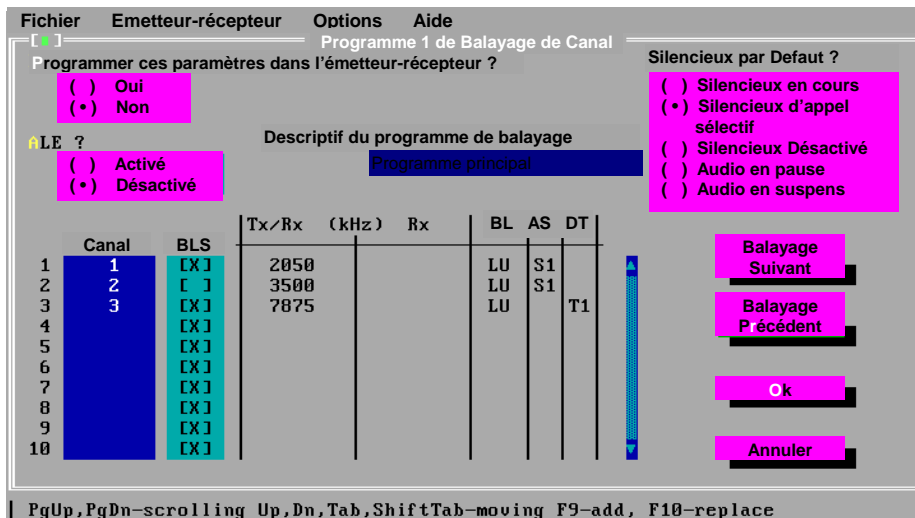 Fichier Emetteur-récepteur Options Aide
[■] Programme 1 de Balayage de Canal
Programmer ces paramètres dans l'émetteur-récepteur ?
( ) Oui
(•) Non
Silencieux par Defaut ?
( ) Silencieux en cours
(•) Silencieux d'appel
sélectif
( ) Silencieux Désactivé
( ) Audio en pause
( ) Audio en suspens
ALE ?
( ) Activé
(•) Désactivé
Descriptif du programme de balayage
Programme principal
Tx/Rx (kHz) Rx BL AS DT
Canal BLS
1 1 [X] 2050 LU S1
2 2 [ ] 3500 LU S1
3 3 [X] 7875 LU T1
4 [X]
5 [X]
6 [X]
7 [X]
8 [X]
9 [X]
10 [X]
Balayage
Suivant
Balayage
Précédent
Ok
Annuler
PgUp,PgDn-scrolling Up,Dn,Tab,ShiftTab-moving F9-add, F10-replace